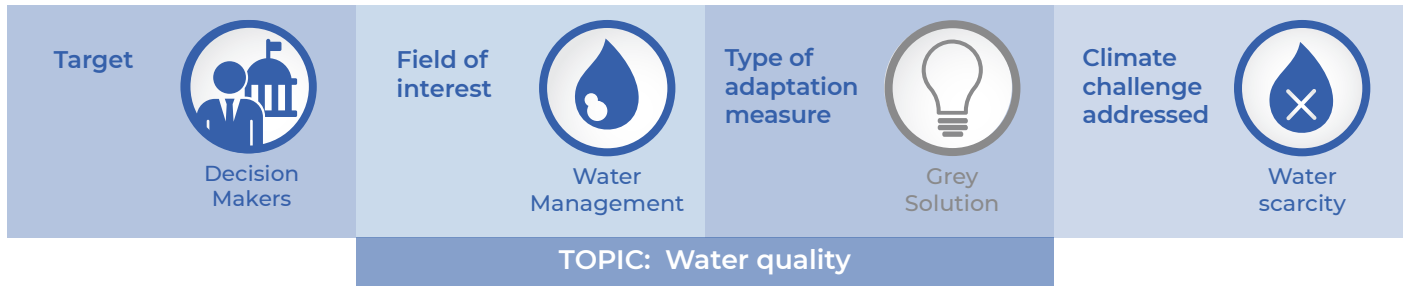 Target
Decision
Makers
Field of
interest
Water
Management
Type of
adaptation
measure
Grey
Solution
Climate
challenge
addressed
Water
scarcity
TOPIC: Water quality